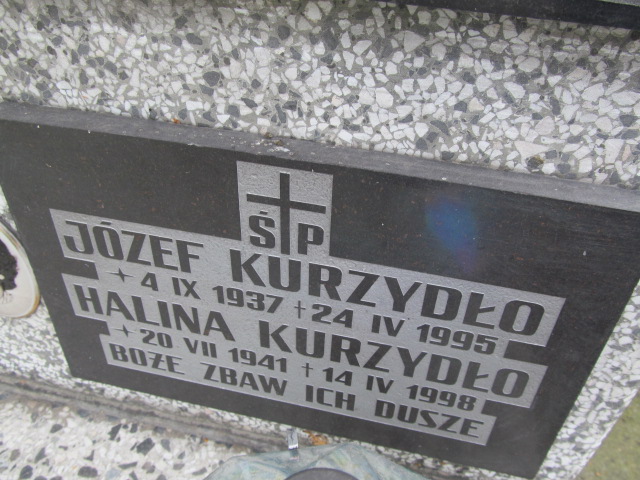 ŚP
JÓZEF KURZYDŁO
4 IX 1937 † 24 IV 1995
HALINA KURZYDŁO
20 VII 1941 † 14 IV 1998
BOŻE ZBAW ICH DUSZE